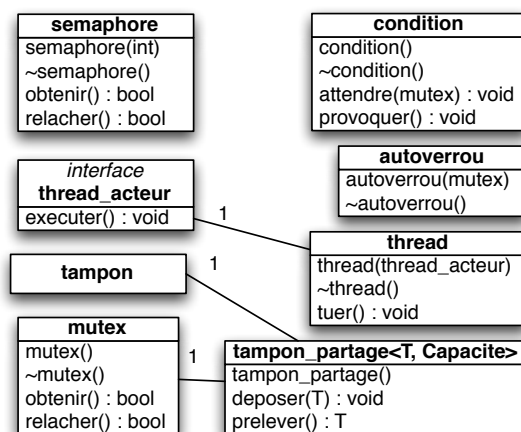 semaphore
semaphore(int)
~semaphore()
obtenir() : bool
relacher() : bool
condition
condition()
~condition()
attendre(mutex) : void
provoquer() : void
interface
thread_acteur
executer() : void
1
autoverrou
autoverrou(mutex)
~autoverrou()
tampon
1
thread
thread(thread_acteur)
~thread()
tuer() : void
mutex
mutex()
~mutex()
obtenir() : bool
relacher() : bool
1
tampon_partage<T, Capacite>
tampon_partage()
deposer(T) : void
prelever() : T